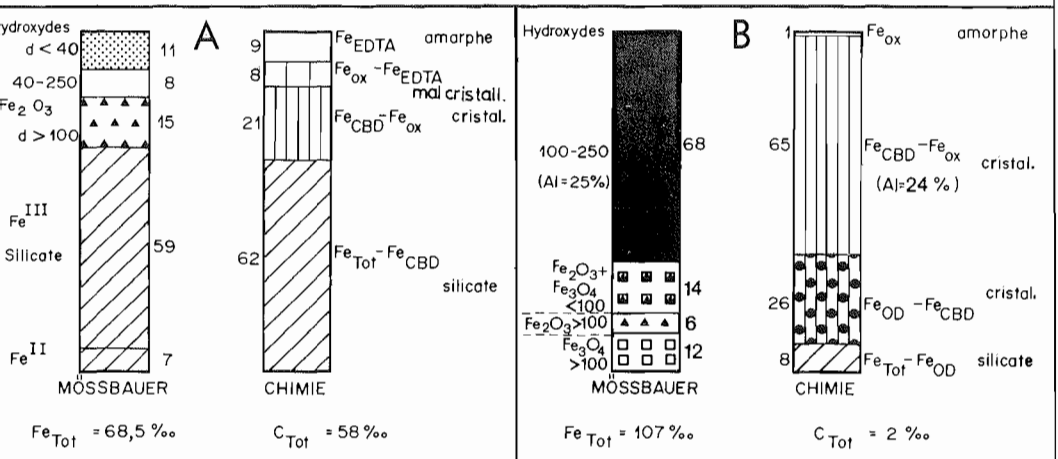 A
ydroxydes
d < 40
11
40-250
8
Fe2O3
d > 100
15
FeIII
Silicate
59
FeII
7
MÖSSBAUER
9
FeEDTA
amorphe
8
Feox -FeEDTA
mal cristall.
21
FeCBD-Feox
cristal.
62
FeTot-FeCBD
silicate
CHIMIE
FeTot = 68,5 ‰
CTot = 58 ‰
B
Hydroxydes
100-250
(Al=25%)
68
Fe2O3+
Fe3O4
<100
14
Fe2O3>100
6
Fe3O4
>100
12
MÖSSBAUER
1
Feox
amorphe
65
FeCBD-Feox
cristal.
(Al=24 %)
26
FeOD -FeCBD
cristal.
8
FeTot-FeOD
silicate
CHIMIE
FeTot = 107 ‰
CTot = 2 ‰